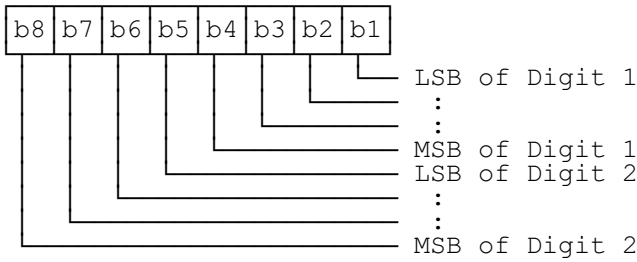 b8 b7 b6 b5 b4 b3 b2 b1
LSB of Digit 1
:
:
MSB of Digit 1
LSB of Digit 2
:
:
MSB of Digit 2